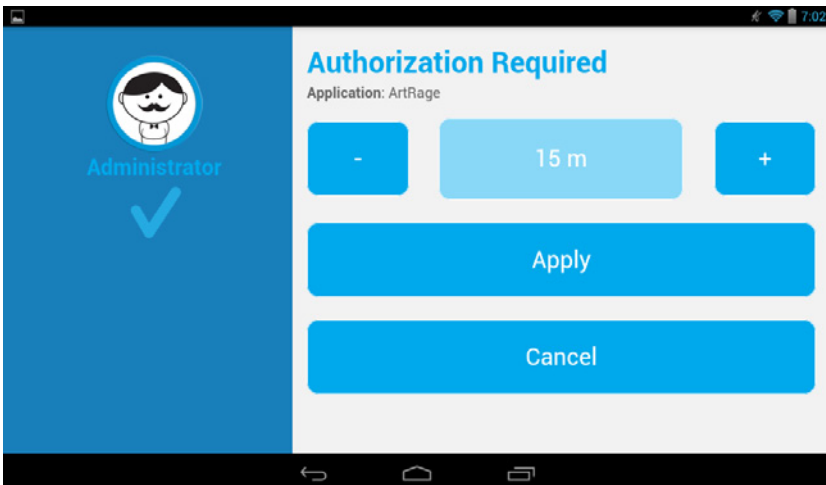 7:02
Authorization Required
Application: ArtRage
Administrator
-
15 m
+
Apply
Cancel